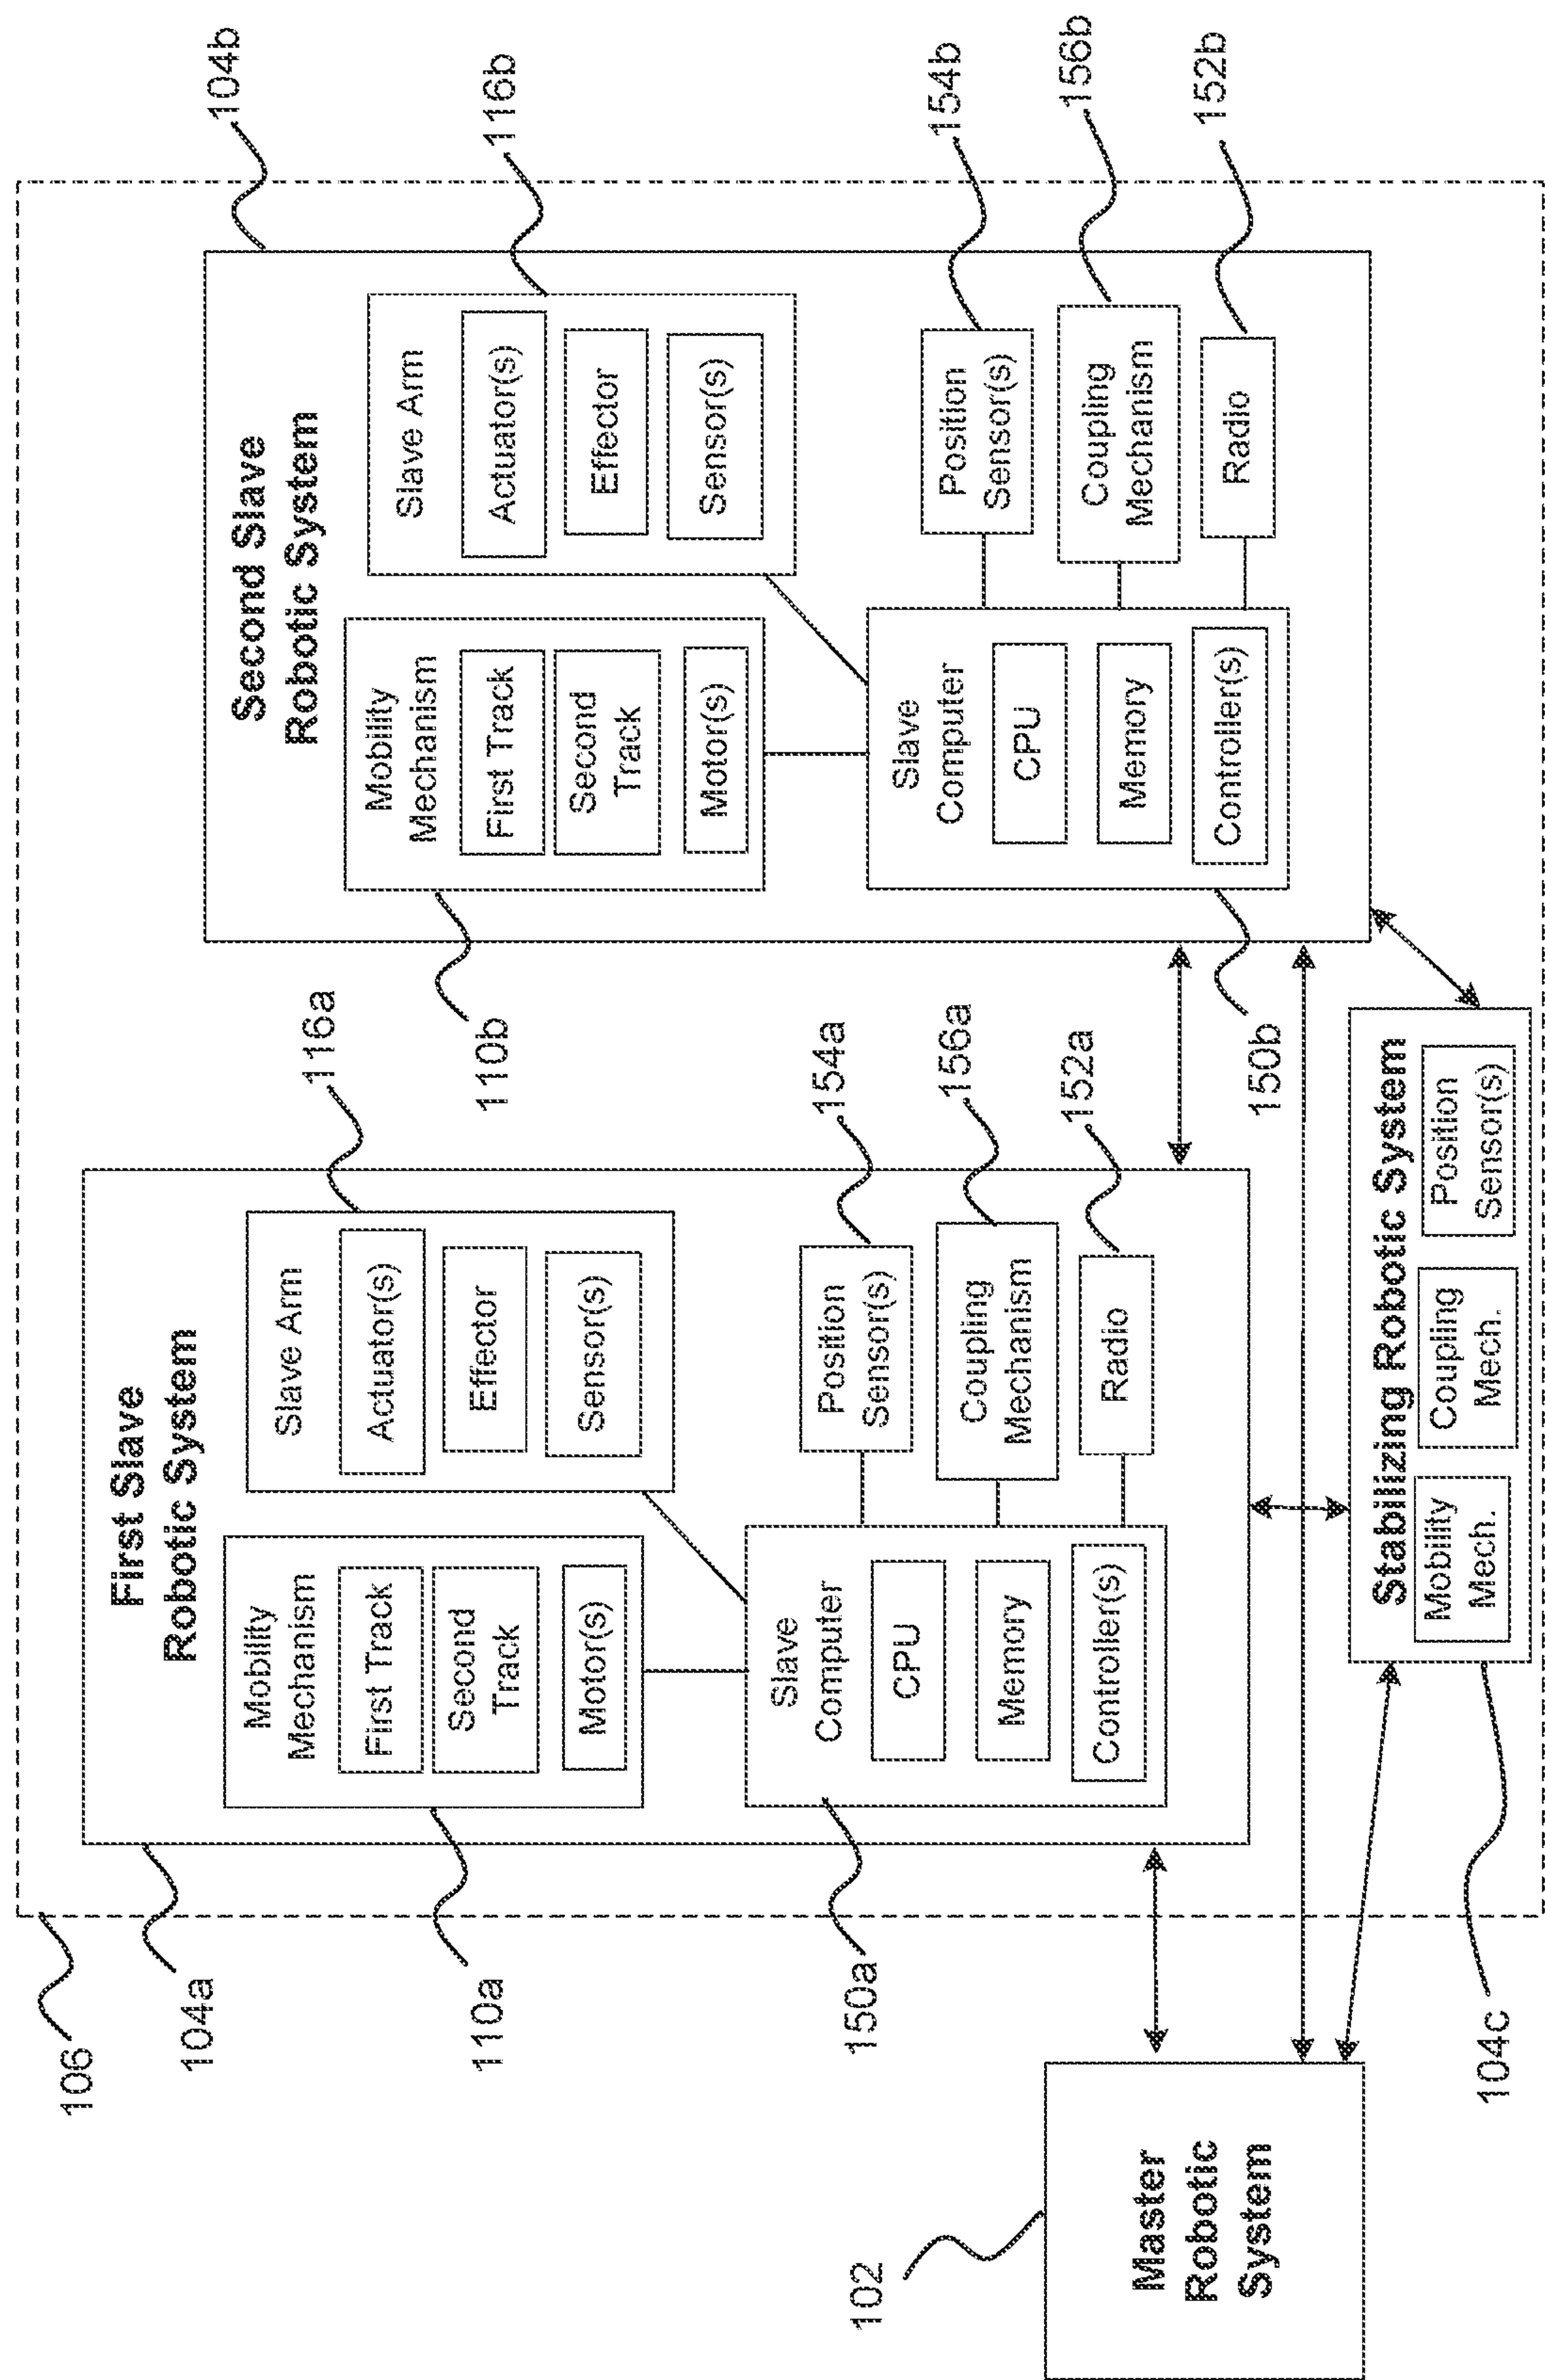 106
104a
First Slave
Robotic System
110a
Mobility
Mechanism
First Track
Second
Track
Motor(s)
116a
Slave Arm
Actuator(s)
Effector
Sensor(s)
150a
Slave
Computer
CPU
Memory
Controller(s)
154a
Position
Sensor(s)
156a
Coupling
Mechanism
152a
Radio
104b
Second Slave
Robotic System
110b
Mobility
Mechanism
First Track
Second
Track
Motor(s)
116b
Slave Arm
Actuator(s)
Effector
Sensor(s)
150b
Slave
Computer
CPU
Memory
Controller(s)
154b
Position
Sensor(s)
156b
Coupling
Mechanism
152b
Radio
102
Master
Robotic
System
104c
Stabilizing Robotic System
Mobility
Mech.
Coupling
Mech.
Position
Sensor(s)